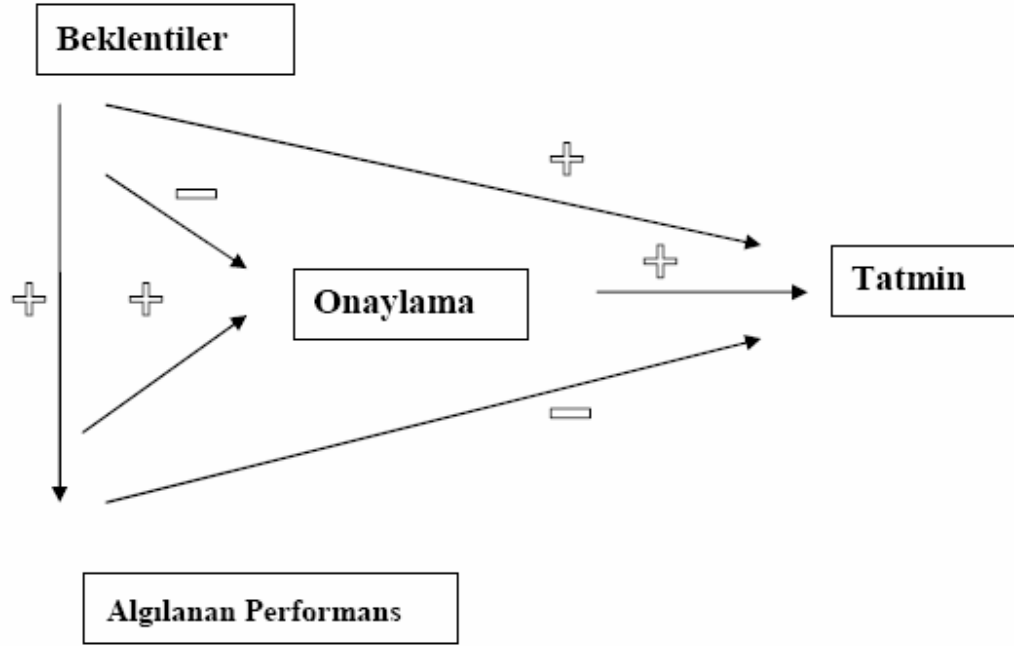 Beklentiler
+
−
+
Tatmin
+ +
Onaylama
−
Algılanan Performans